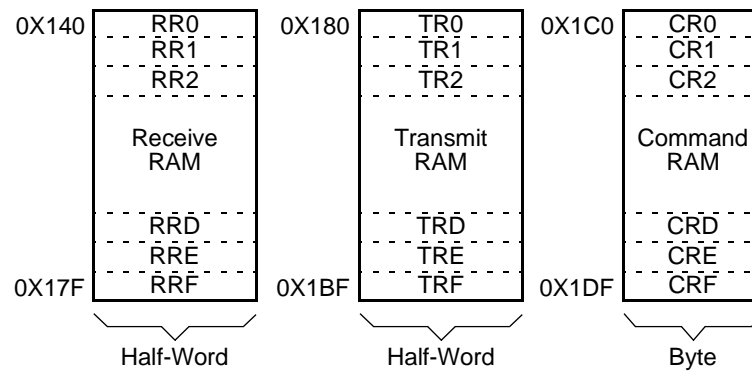 0X140 RR0 0X180 TR0 0X1C0 CR0
RR1 TR1 CR1
RR2 TR2 CR2
Receive Transmit Command
RAM RAM RAM
RRD TRD CRD
RRE TRE CRE
0X17F RRF 0X1BF TRF 0X1DF CRF
Half-Word Half-Word Byte